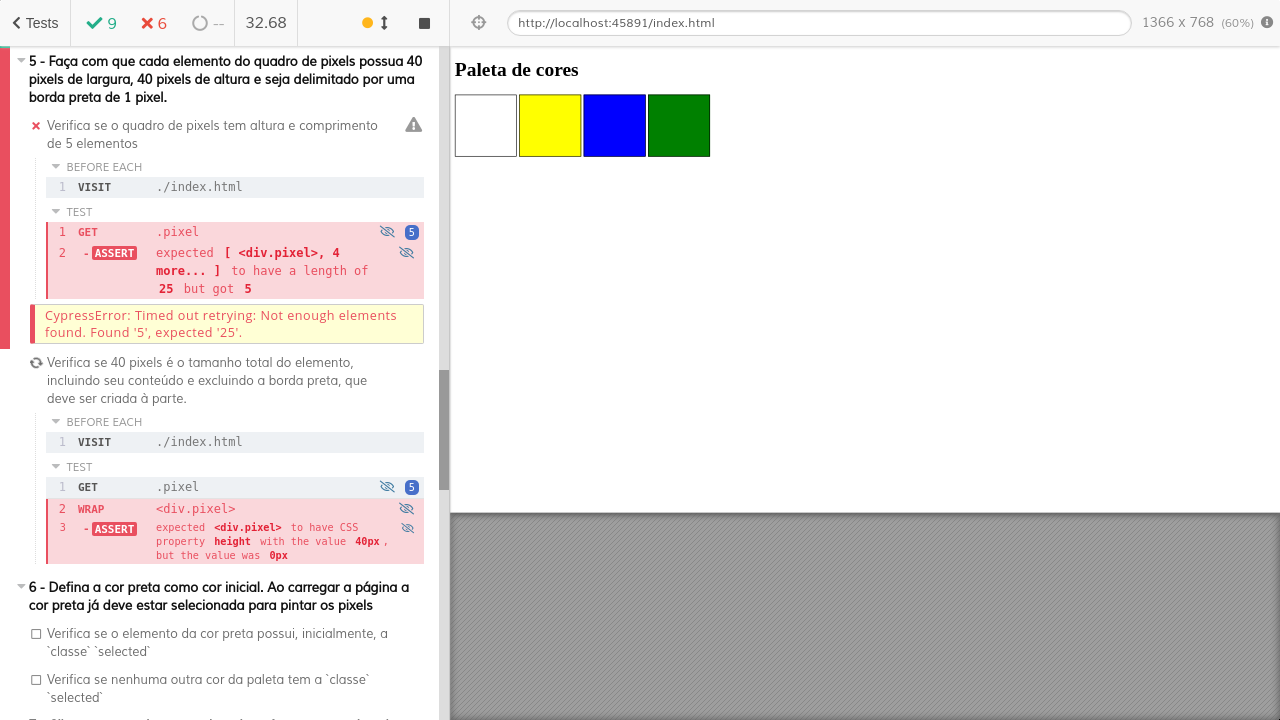 Tests 9 6 -- 32.68
http://localhost:45891/index.html 1366 x 768 (60%)
5 - Faça com que cada elemento do quadro de pixels possua 40
pixels de largura, 40 pixels de altura e seja delimitado por uma
borda preta de 1 pixel.
Verifica se o quadro de pixels tem altura e comprimento
de 5 elementos
BEFORE EACH
1 VISIT ./index.html
TEST
1 GET .pixel 5
2 -ASSERT expected [ <div.pixel>, 4
more... ] to have a length of
25 but got 5
CypressError: Timed out retrying: Not enough elements
found. Found '5', expected '25'.
Verifica se 40 pixels é o tamanho total do elemento,
incluindo seu conteúdo e excluindo a borda preta, que
deve ser criada à parte.
BEFORE EACH
1 VISIT ./index.html
TEST
1 GET .pixel 5
2 WRAP <div.pixel>
3 -ASSERT expected <div.pixel> to have CSS
property height with the value 40px,
but the value was 0px
6 - Defina a cor preta como cor inicial. Ao carregar a página a
cor preta já deve estar selecionada para pintar os pixels
Verifica se o elemento da cor preta possui, inicialmente, a
`classe` `selected`
Verifica se nenhuma outra cor da paleta tem a `classe`
`selected`
Paleta de cores